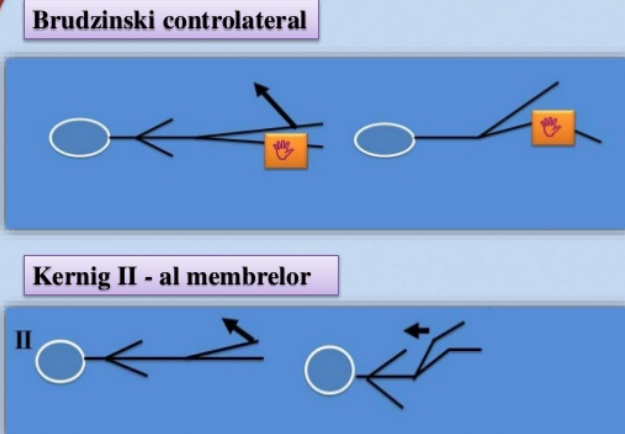 Brudzinski controlateral
Kernig II - al membrelor
II